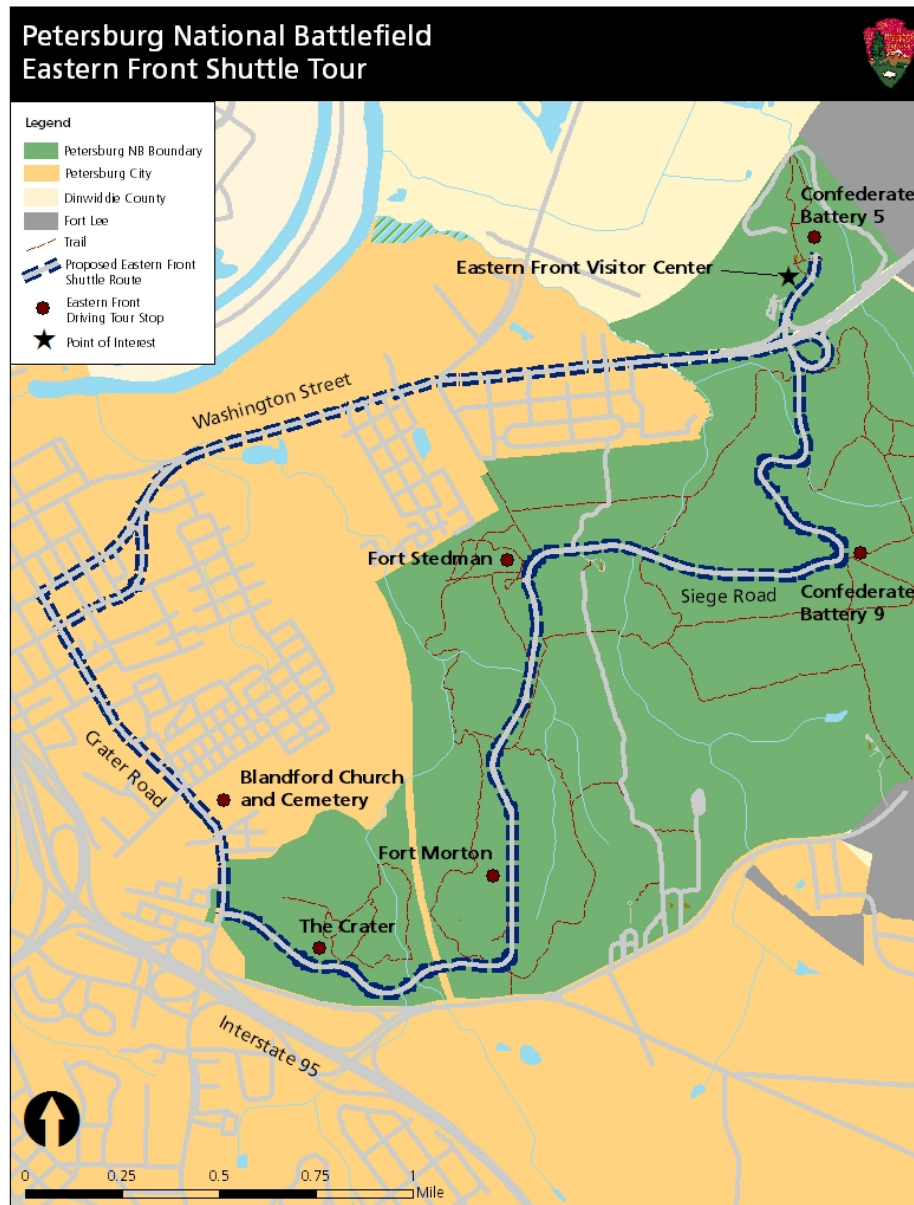 Petersburg National Battlefield
Eastern Front Shuttle Tour
Legend
Petersburg NB Boundary
Petersburg City
Dinwiddie County
Fort Lee
Trail
Proposed Eastern Front
Shuttle Route
Eastern Front
Driving Tour Stop
Point of Interest
Confederate
Battery 5
Eastern Front Visitor Center
Washington Street
Fort Stedman
Siege Road
Confederate
Battery 9
Crater Road
Blandford Church
and Cemetery
Fort Morton
The Crater
Interstate 95
0 0.25 0.5 0.75 1
Mile